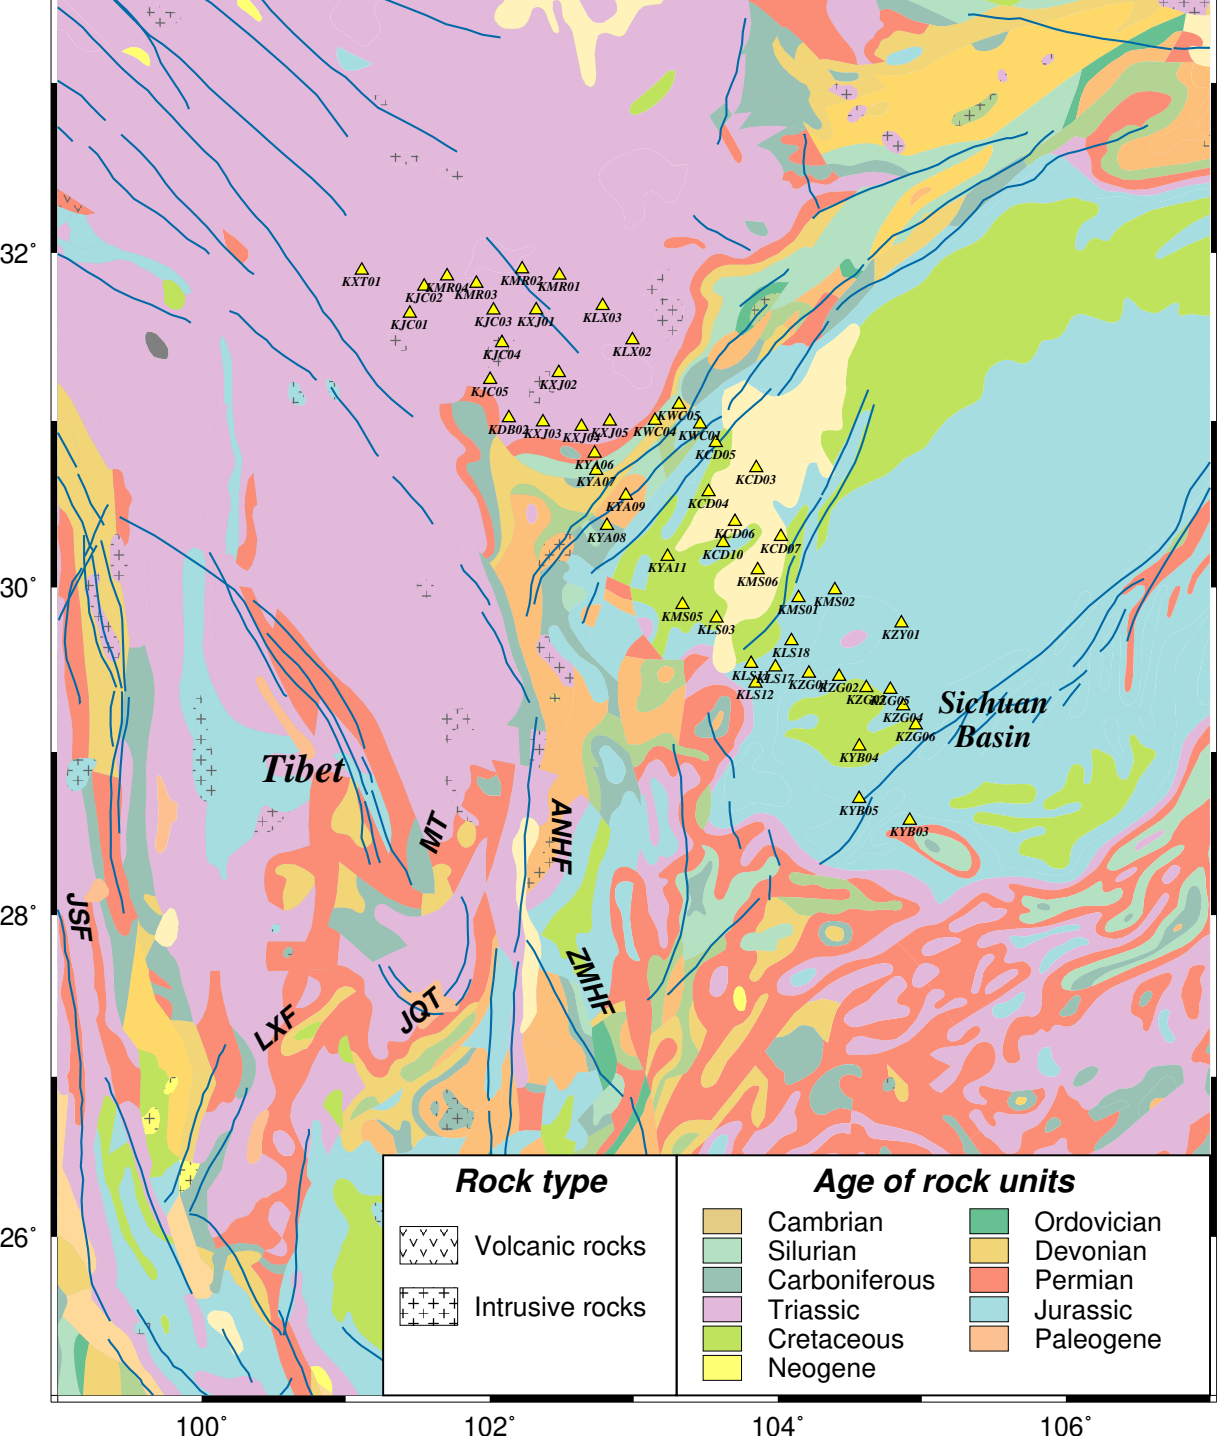 32°
30°
28°
26°
100°
102°
104°
106°
KXT01
KJC02
KMR04
KMR03
KMR02
KMR01
KJC01
KJC03
KXJ01
KLX03
KJC04
KLX02
KJC05
KXJ02
KDB02
KXJ03
KXJ04
KXJ05
KWC04
KWC05
KWC01
KCD05
KYA06
KYA07
KCD03
KYA09
KCD04
KYA08
KCD06
KCD10
KCD07
KYA11
KMS06
KMS05
KMS01
KMS02
KLS03
KZY01
KLS18
KLS17
KLS12
KZG01
KZG02
KZG05
KZG04
KZG06
KYB04
KYB05
KYB03
Sichuan
Basin
Tibet
MT
ANHF
JSF
ZMHF
LXF
JQT
Rock type
Volcanic rocks
Intrusive rocks
Age of rock units
Cambrian
Silurian
Carboniferous
Triassic
Cretaceous
Neogene
Ordovician
Devonian
Permian
Jurassic
Paleogene